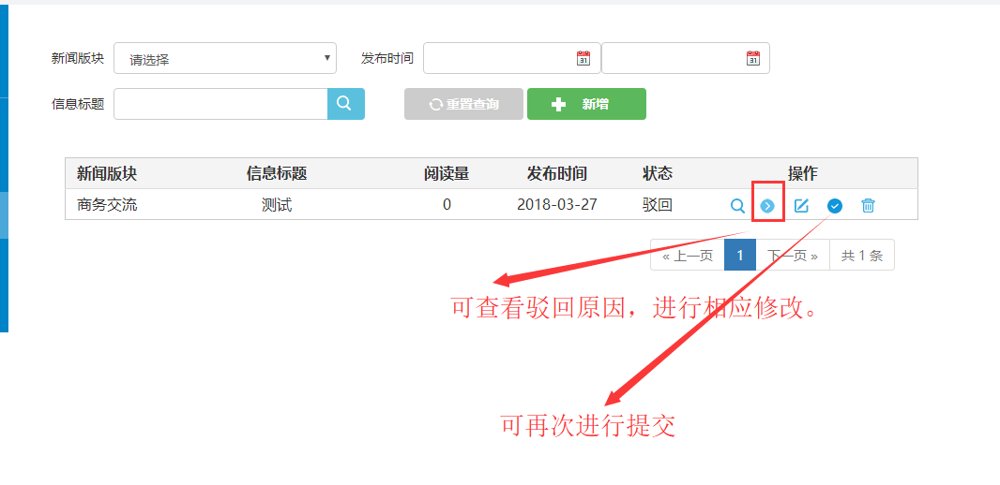 新闻版块 请选择 发布时间 31 31
信息标题 重置查询 新增
新闻版块 信息标题 阅读量 发布时间 状态 操作
商务交流 测试 0 2018-03-27 驳回
« 上一页 1 下一页 » 共 1 条
可查看驳回原因，进行相应修改。
可再次进行提交